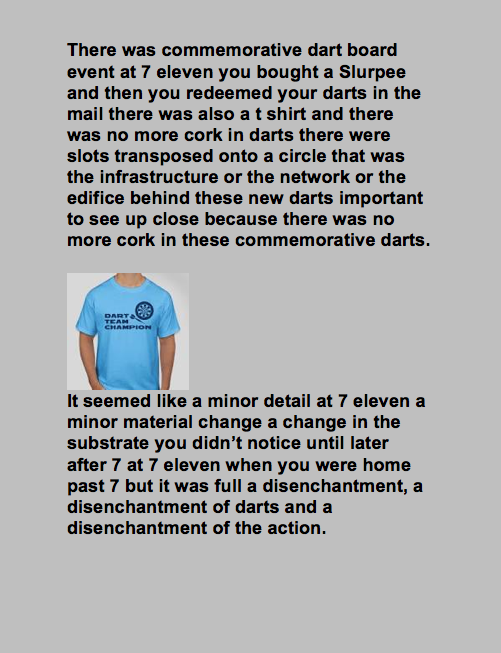 There was commemorative dart board
event at 7 eleven you bought a Slurpee
and then you redeemed your darts in the
mail there was also a t shirt and there
was no more cork in darts there were
slots transposed onto a circle that was
the infrastructure or the network or the
edifice behind these new darts important
to see up close because there was no
more cork in these commemorative darts.
DART
TEAM
CHAMPION
It seemed like a minor detail at 7 eleven a
minor material change a change in the
substrate you didn’t notice until later
after 7 at 7 eleven when you were home
past 7 but it was full a disenchantment, a
disenchantment of darts and a
disenchantment of the action.